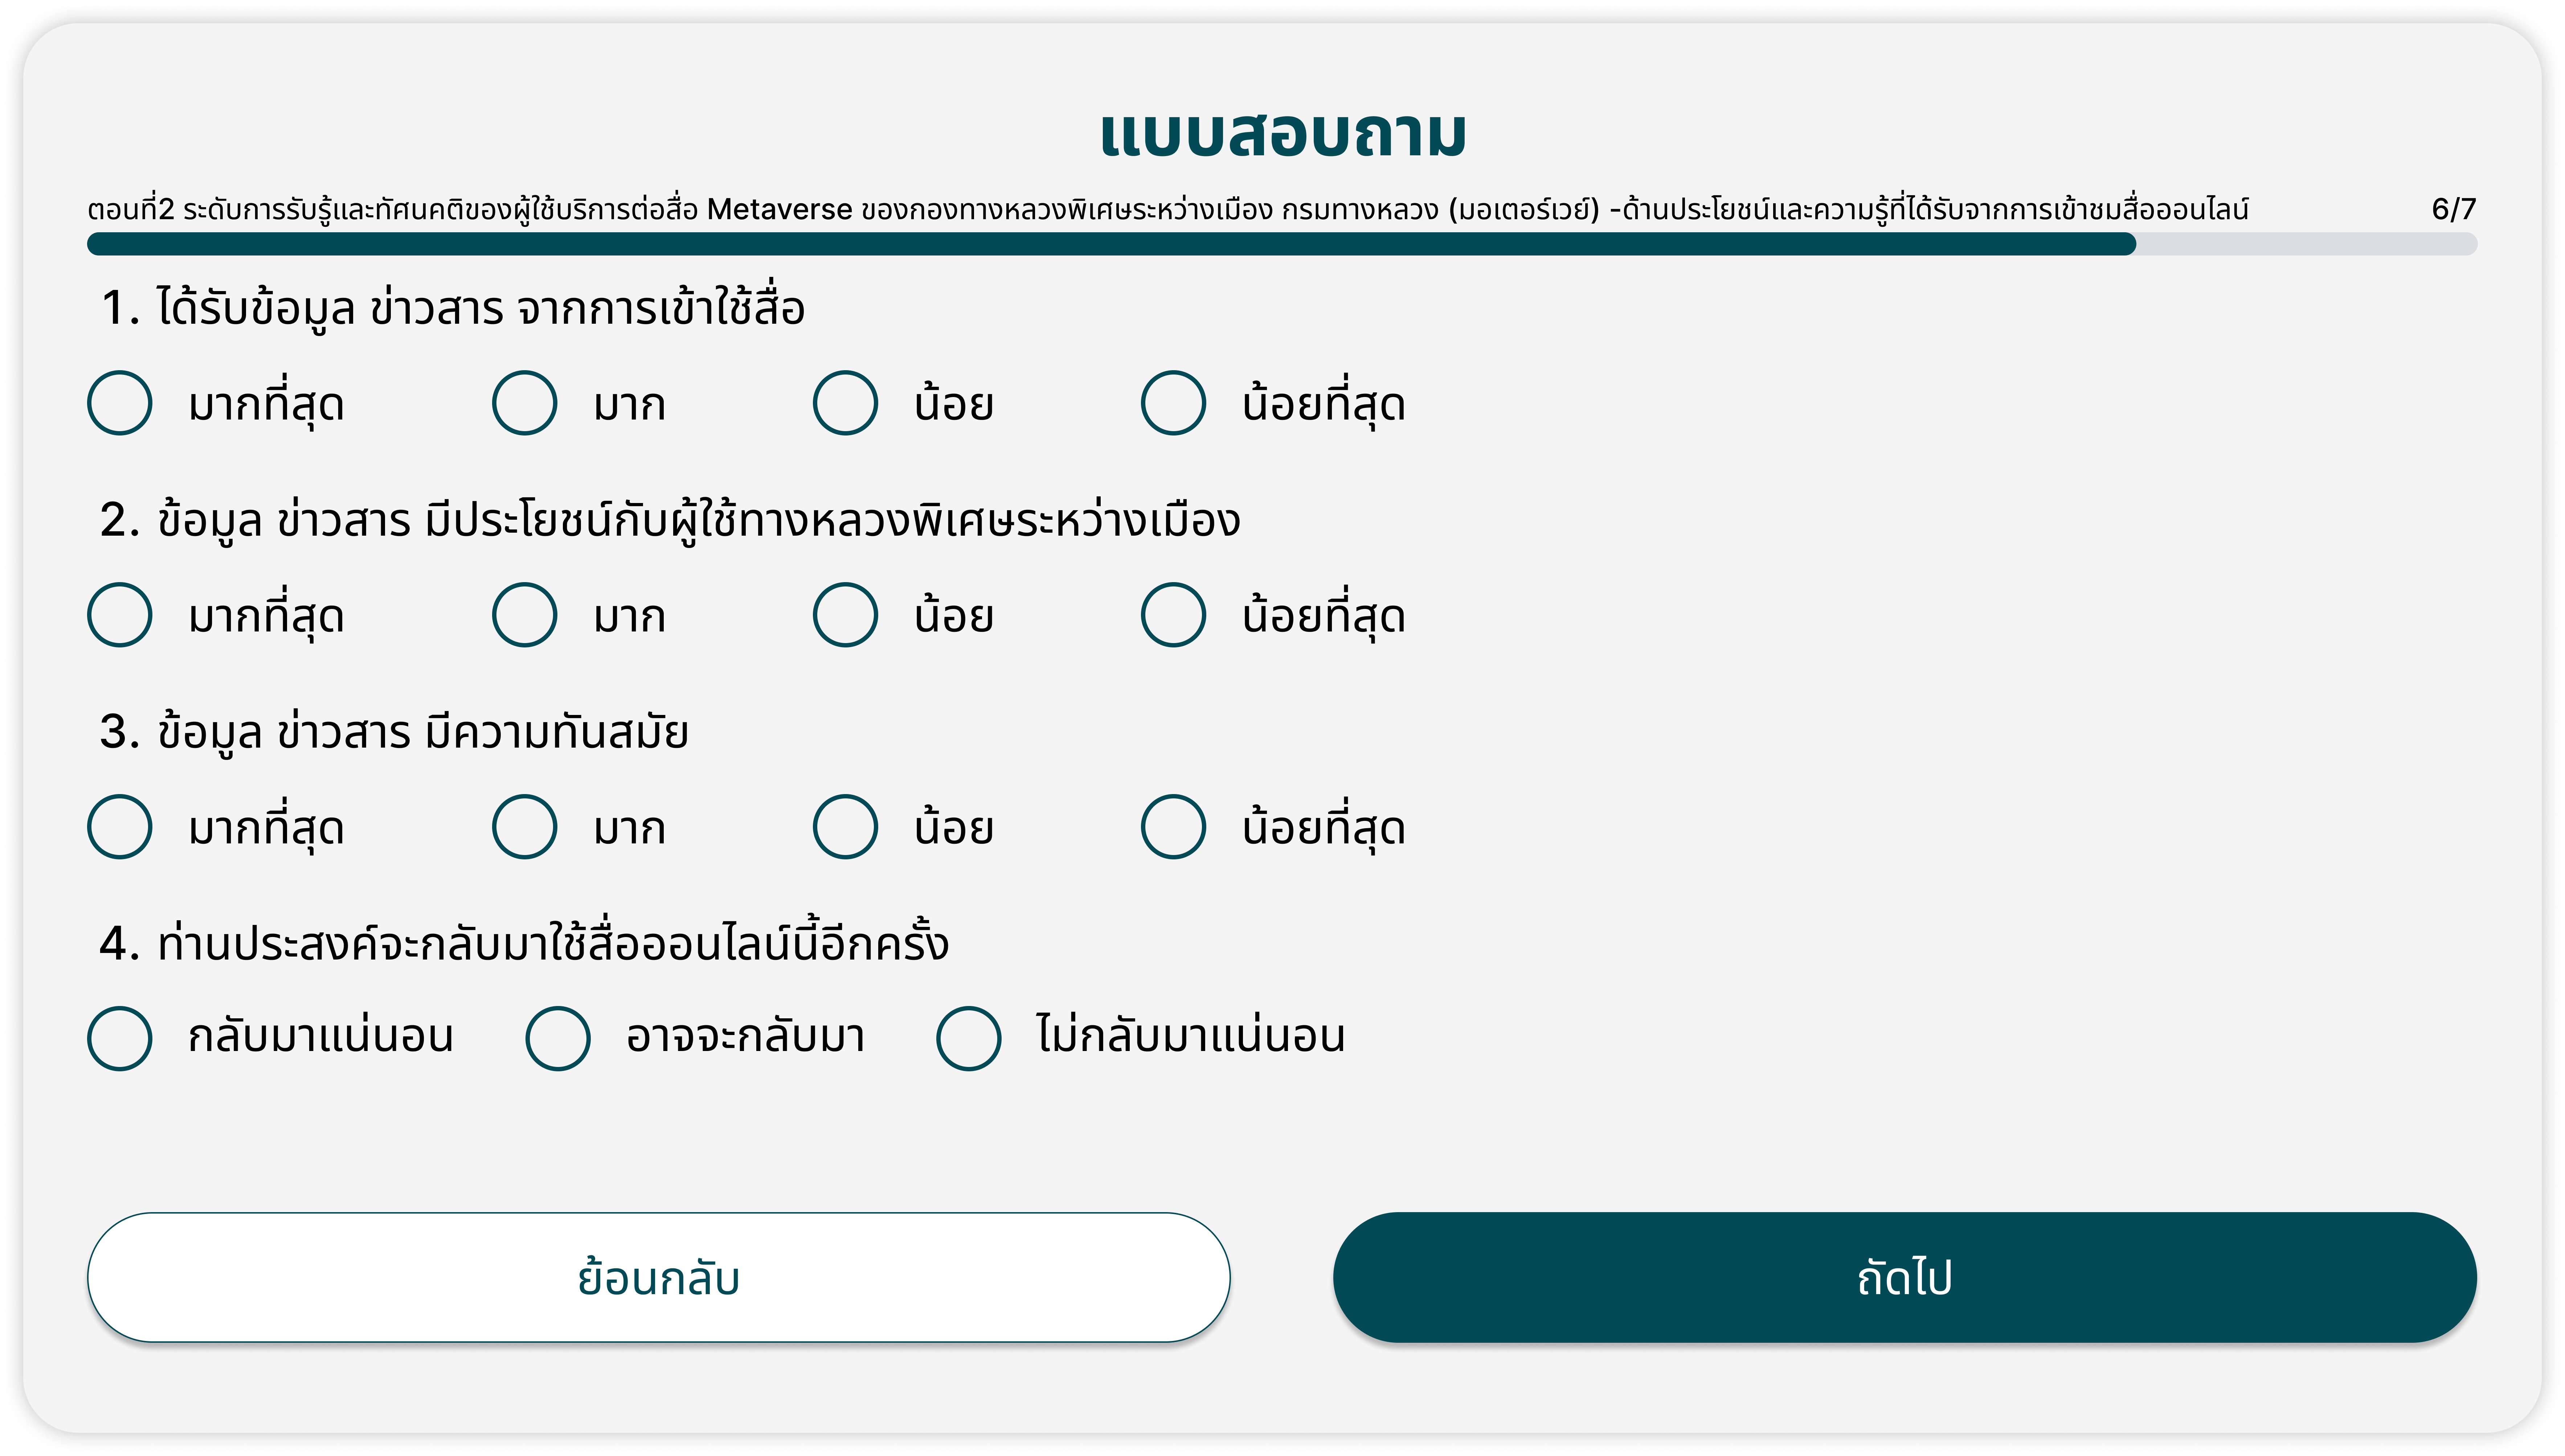 แบบสอบถาม
ตอนที่2 ระดับการรับรู้และทัศนคติของผู้ใช้บริการต่อสื่อ Metaverse ของกองทางหลวงพิเศษระหว่างเมือง กรมทางหลวง (มอเตอร์เวย์) -ด้านประโยชน์และความรู้ที่ได้รับจากการเข้าชมสื่อออนไลน์ 6/7
1. ได้รับข้อมูล ข่าวสาร จากการเข้าใช้สื่อ
มากที่สุด มาก น้อย น้อยที่สุด
2. ข้อมูล ข่าวสาร มีประโยชน์กับผู้ใช้ทางหลวงพิเศษระหว่างเมือง
มากที่สุด มาก น้อย น้อยที่สุด
3. ข้อมูล ข่าวสาร มีความทันสมัย
มากที่สุด มาก น้อย น้อยที่สุด
4. ท่านประสงค์จะกลับมาใช้สื่อออนไลน์นี้อีกครั้ง
กลับมาแน่นอน อาจจะกลับมา ไม่กลับมาแน่นอน
ย้อนกลับ ถัดไป